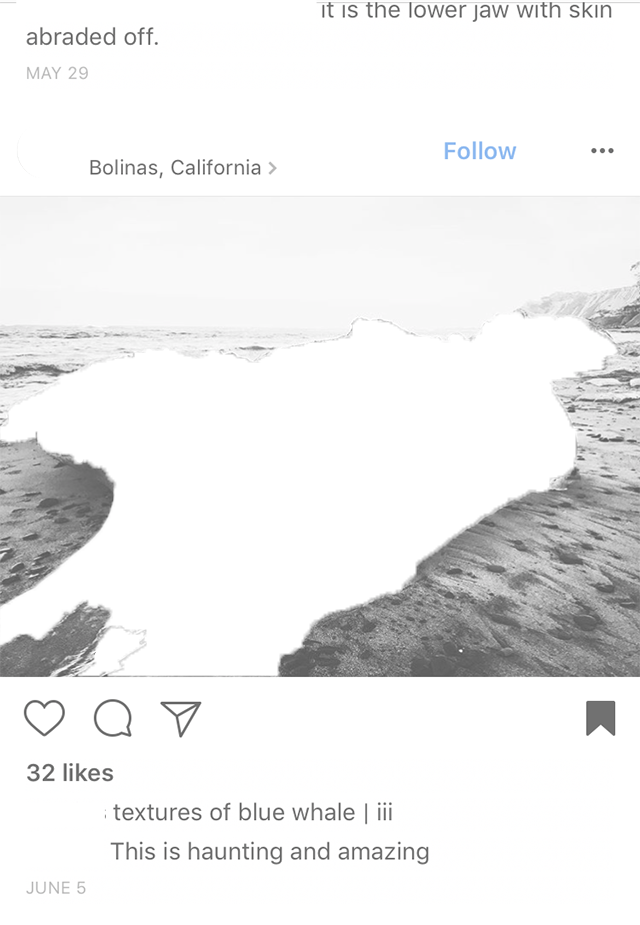 it is the lower jaw with skin
abraded off.
MAY 29
Bolinas, California
Follow
32 likes
textures of blue whale | iii
This is haunting and amazing
JUNE 5